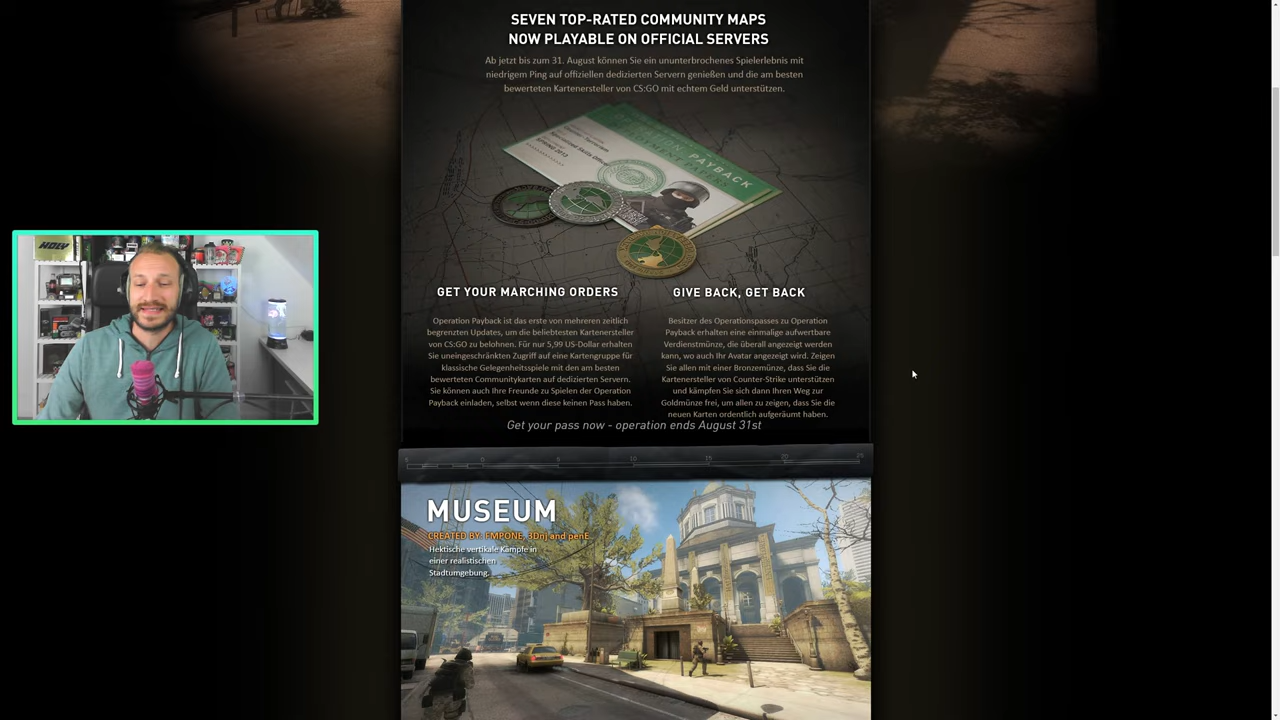 SEVEN TOP-RATED COMMUNITY MAPS
NOW PLAYABLE ON OFFICIAL SERVERS
Ab jetzt bis zum 31. August können Sie ein ununterbrochenes Spielerlebnis mit
niedrigem Ping auf offiziellen dedizierten Servern genießen und die am besten
bewerteten Kartenersteller von CS:GO mit echtem Geld unterstützen.
PAYBACK
SPRING 2013
HOLY
GET YOUR MARCHING ORDERS
Operation Payback ist das erste von mehreren zeitlich
begrenzten Updates, um die beliebtesten Kartenersteller
von CS:GO zu belohnen. Für nur 5,99 US-Dollar erhalten
Sie uneingeschränkten Zugriff auf eine Kartengruppe für
klassische Gelegenheitsspiele mit den am besten
bewerteten Communitykarten auf dedizierten Servern.
Sie können auch Ihre Freunde zu Spielen der Operation
Payback einladen, selbst wenn diese keinen Pass haben.
GIVE BACK, GET BACK
Besitzer des Operationspasses zu Operation
Payback erhalten eine einmalige aufwertbare
Verdienstmünze, die überall angezeigt werden
kann, wo auch Ihr Avatar angezeigt wird. Zeigen
Sie allen mit einer Bronzemünze, dass Sie die
Kartenersteller von Counter-Strike unterstützen
und kämpfen Sie sich dann Ihren Weg zur
Goldmünze frei, um allen zu zeigen, dass Sie die
neuen Karten ordentlich aufgeräumt haben.
Get your pass now - operation ends August 31st
10 15 20 25
MUSEUM
CREATED BY: FMPONE, 3Dnj and penE
Hektische vertikale Kämpfe in
einer realistischen
Stadtumgebung.